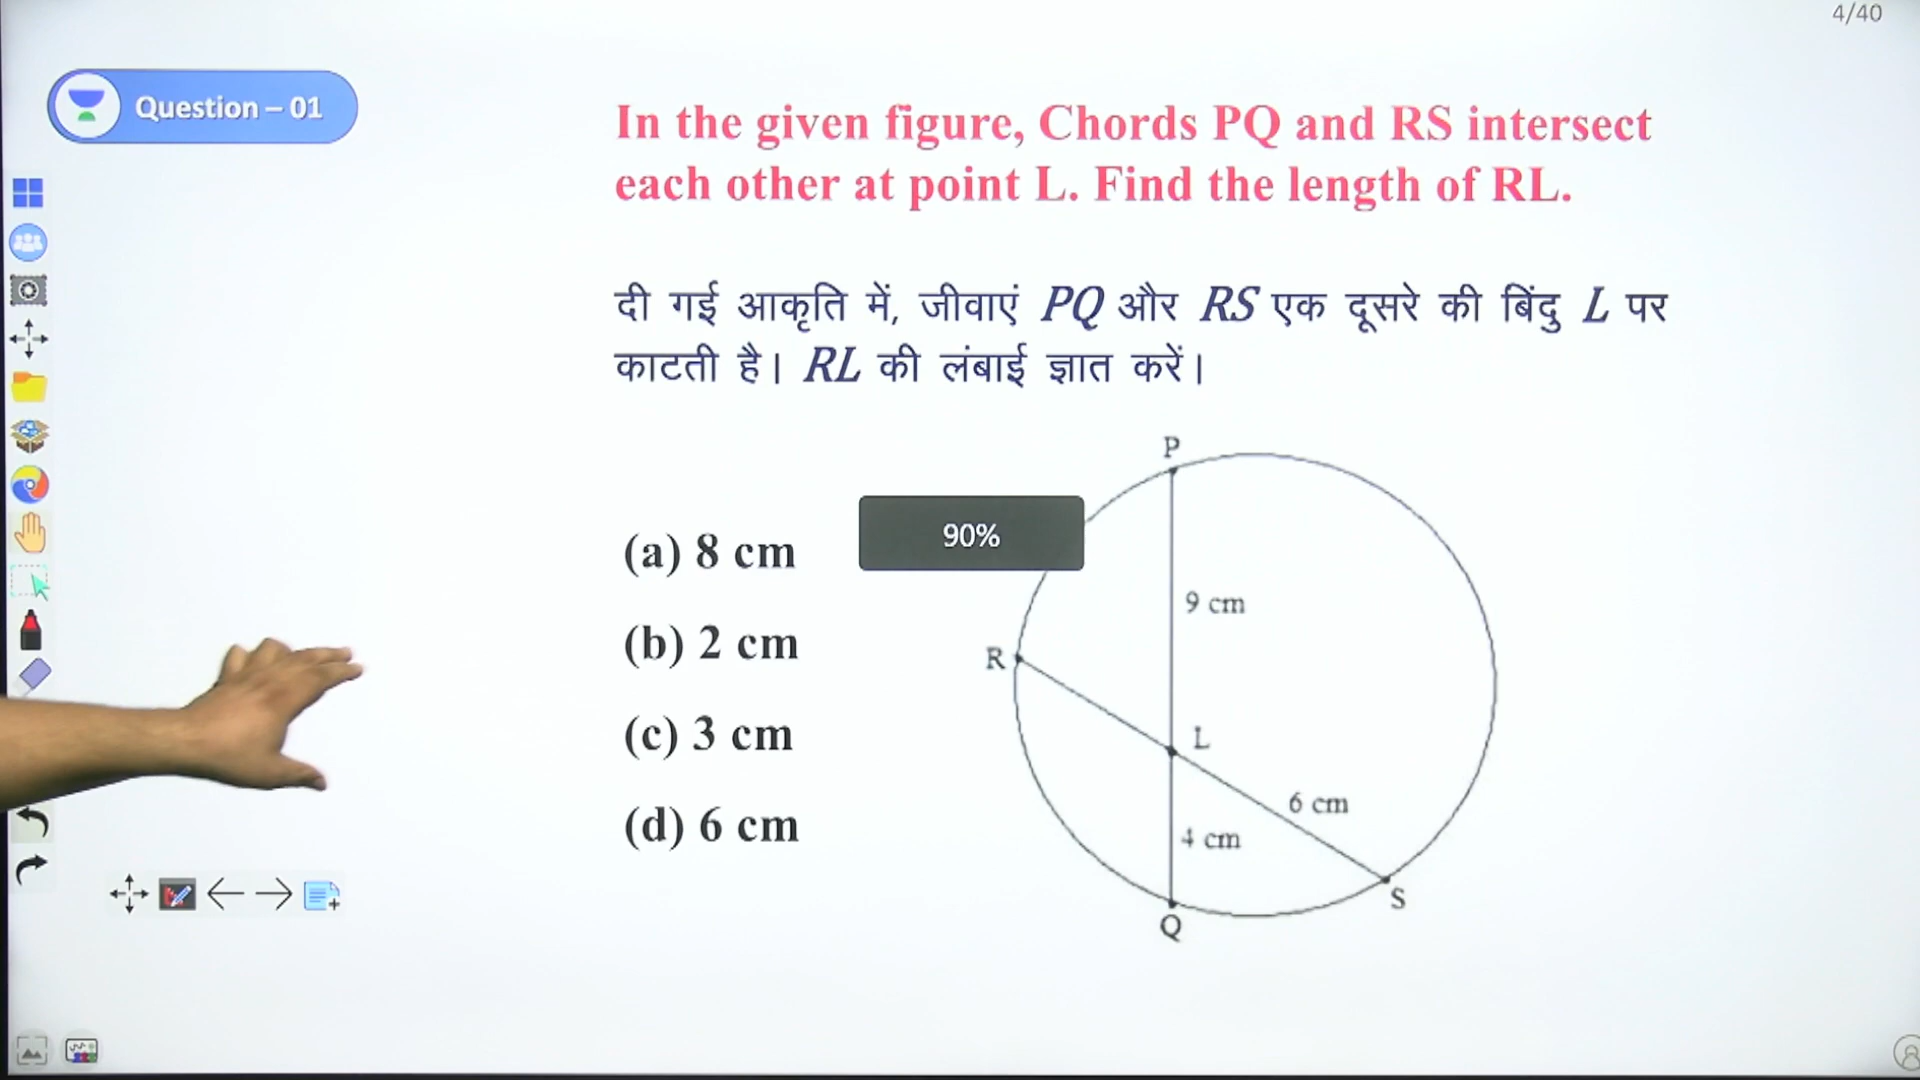 4/40
Question – 01
In the given figure, Chords PQ and RS intersect
each other at point L. Find the length of RL.
दी गई आकृति में, जीवाएं PQ और RS एक दूसरे की बिंदु L पर
काटती है। RL की लंबाई ज्ञात करें।
(a) 8 cm
(b) 2 cm
(c) 3 cm
(d) 6 cm
90%
P
9 cm
R
L
6 cm
4 cm
S
Q